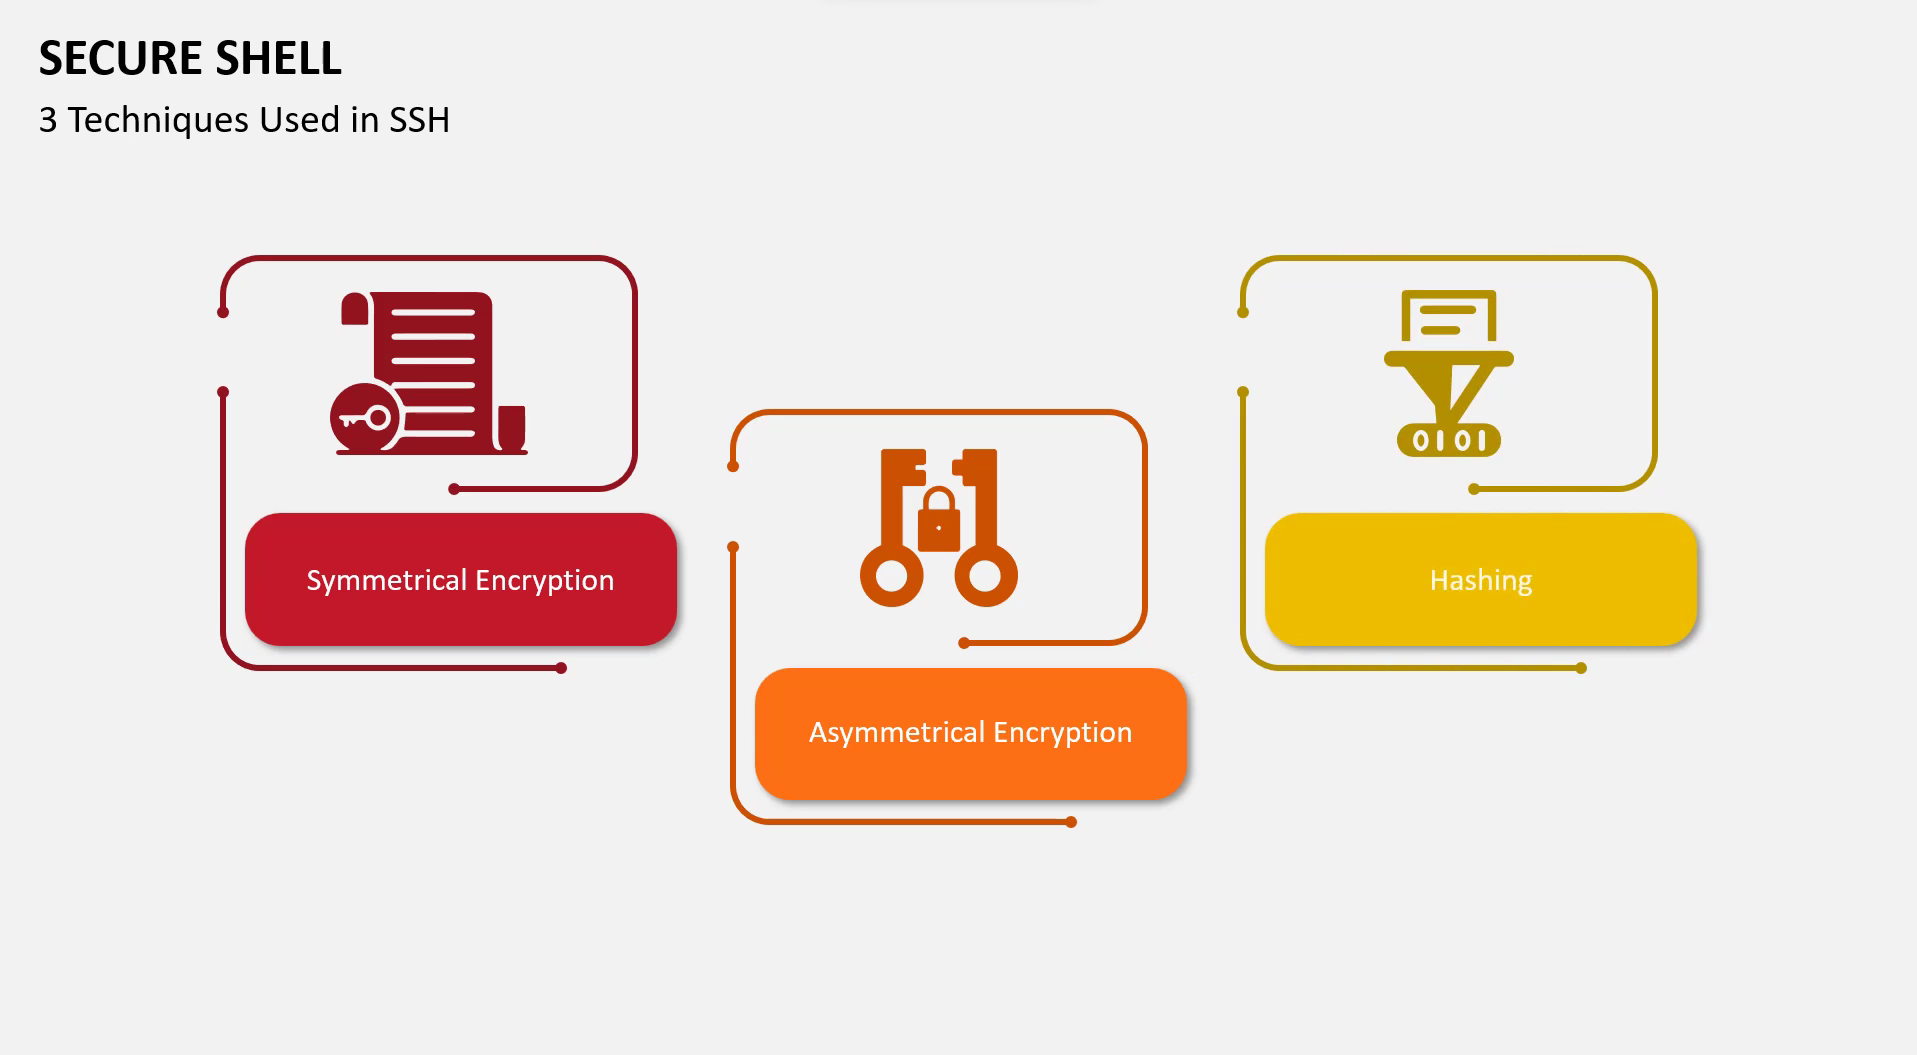 SECURE SHELL
3 Techniques Used in SSH
0101
Symmetrical Encryption
Asymmetrical Encryption
Hashing